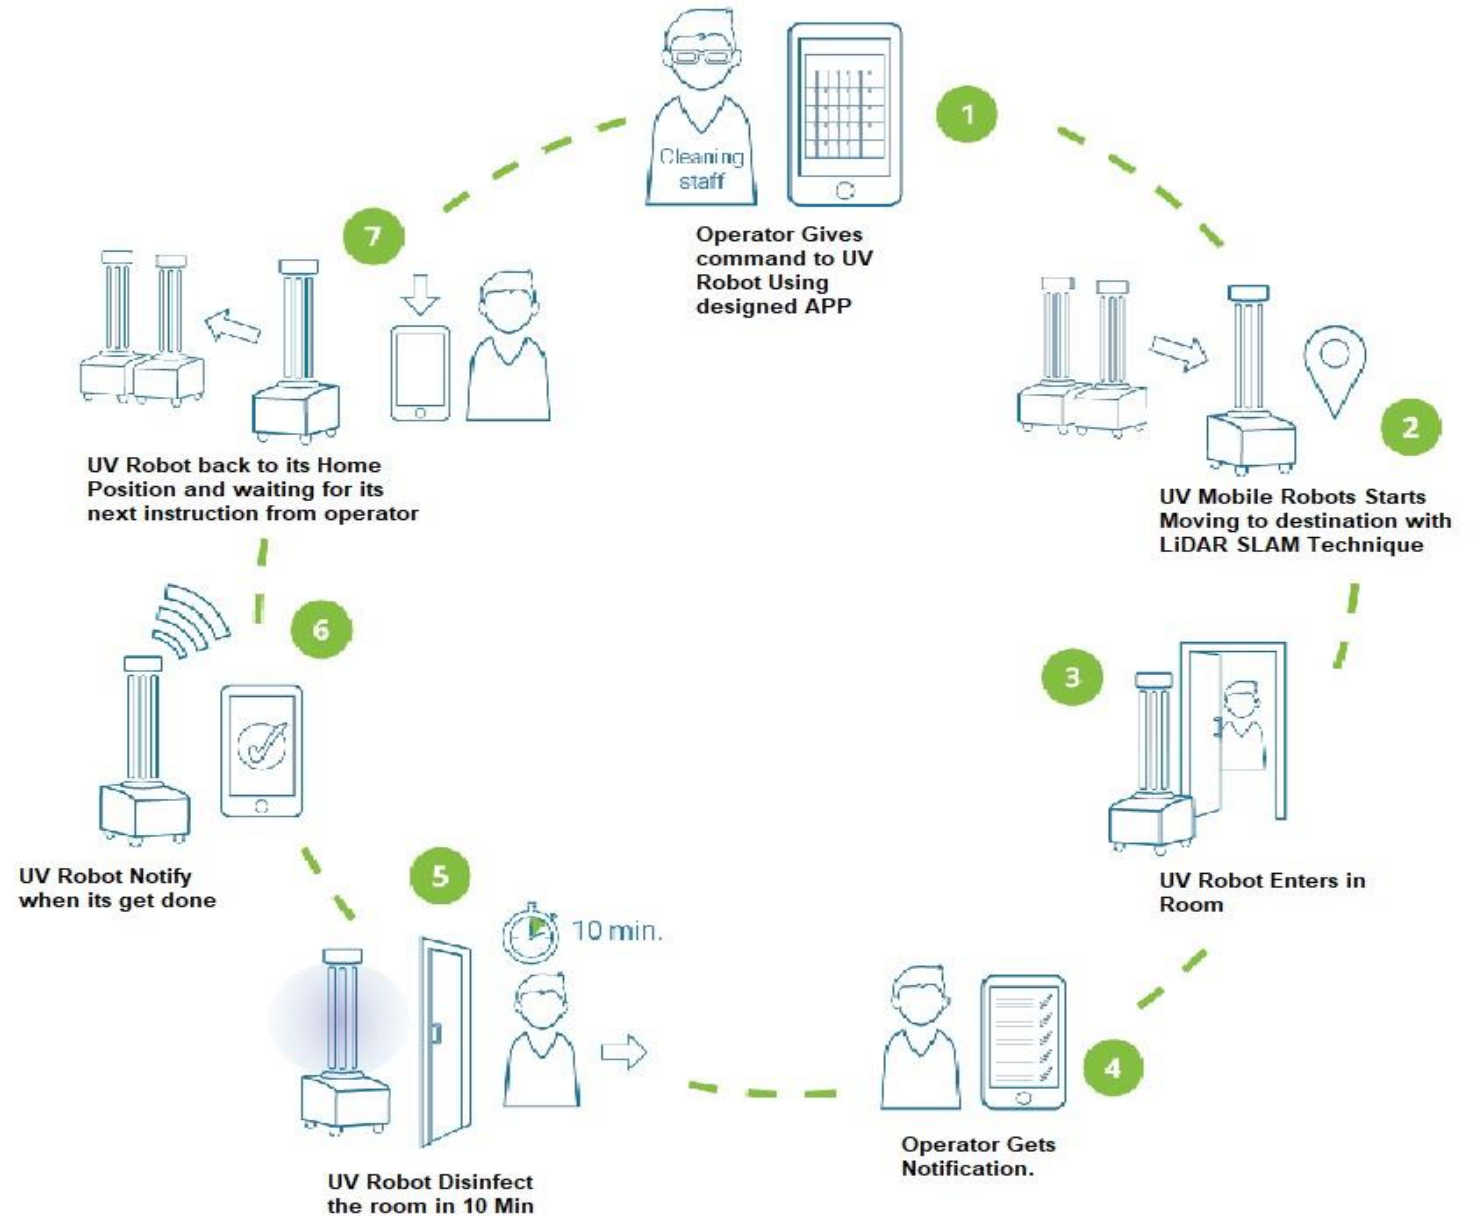 Cleaning
staff
1
Operator Gives
command to UV
Robot Using
designed APP
2
UV Mobile Robots Starts
Moving to destination with
LiDAR SLAM Technique
3
UV Robot Enters in
Room
4
Operator Gets
Notification.
5
10 min.
UV Robot Disinfect
the room in 10 Min
6
UV Robot Notify
when its get done
7
UV Robot back to its Home
Position and waiting for its
next instruction from operator